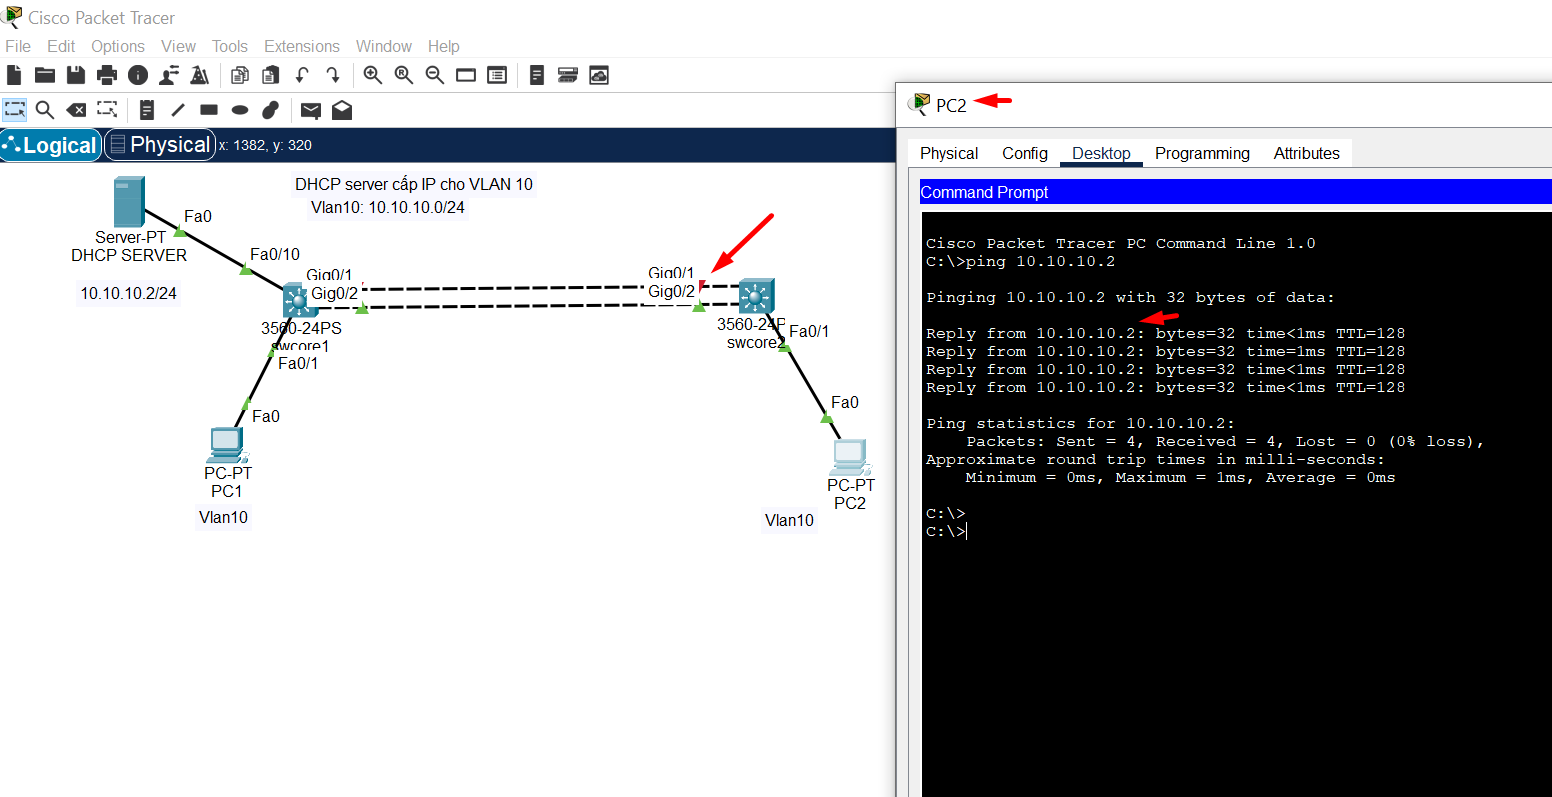 Cisco Packet Tracer
File Edit Options View Tools Extensions Window Help
Logical Physical x: 1382, y: 320
DHCP server cấp IP cho VLAN 10
Vlan10: 10.10.10.0/24
Fa0
Server-PT
DHCP SERVER
Fa0/10
10.10.10.2/24
Gig0/1
Gig0/2
Gig0/1
Gig0/2
3560-24PS
swcore1
Fa0/1
3560-24P
swcore2
Fa0/1
Fa0
PC-PT
PC1
Vlan10
Fa0
PC-PT
PC2
Vlan10
PC2
Physical Config Desktop Programming Attributes
Command Prompt
Cisco Packet Tracer PC Command Line 1.0
C:\>ping 10.10.10.2
Pinging 10.10.10.2 with 32 bytes of data:
Reply from 10.10.10.2: bytes=32 time<1ms TTL=128
Reply from 10.10.10.2: bytes=32 time=1ms TTL=128
Reply from 10.10.10.2: bytes=32 time<1ms TTL=128
Reply from 10.10.10.2: bytes=32 time<1ms TTL=128
Ping statistics for 10.10.10.2:
Packets: Sent = 4, Received = 4, Lost = 0 (0% loss),
Approximate round trip times in milli-seconds:
Minimum = 0ms, Maximum = 1ms, Average = 0ms
C:\>
C:\>